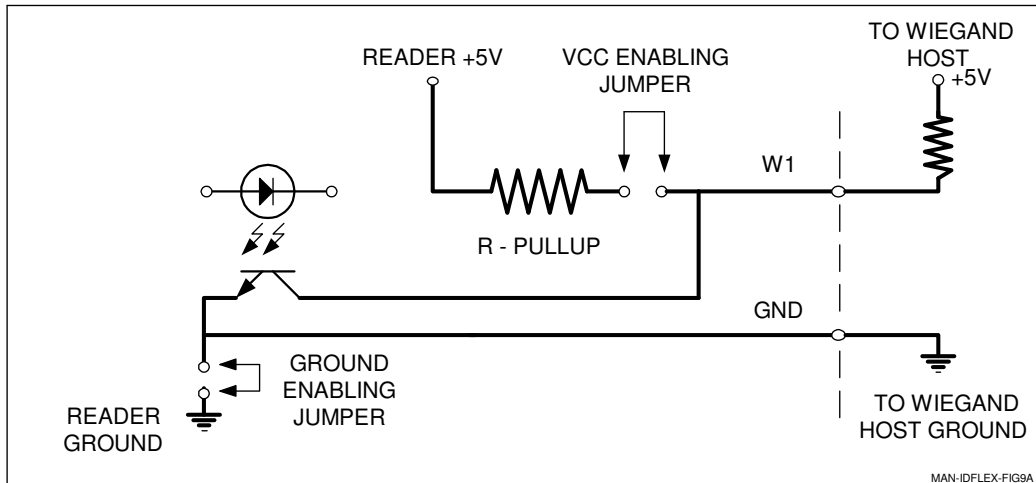 TO WIEGAND
HOST
+5V
READER +5V
VCC ENABLING
JUMPER
W1
R - PULLUP
GND
GROUND
ENABLING
JUMPER
READER
GROUND
TO WIEGAND
HOST GROUND
MAN-IDFLEX-FIG9A